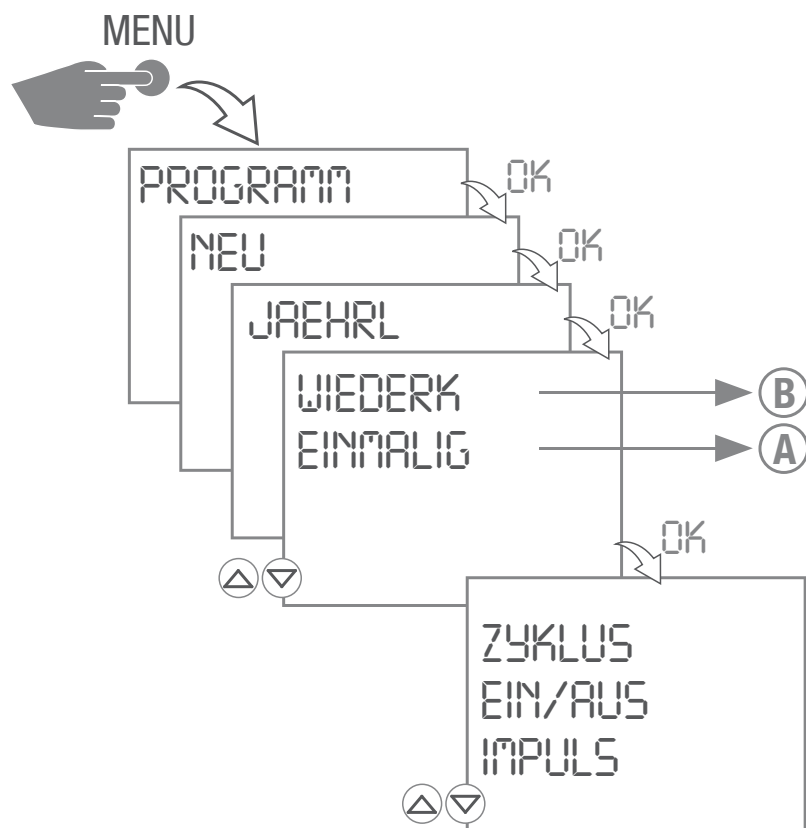 MENU
PROGRAMM
OK
NEU
OK
JAEHRL
OK
WIEDERK
B
EINMALIG
A
OK
ZYKLUS
EIN/AUS
IMPULS